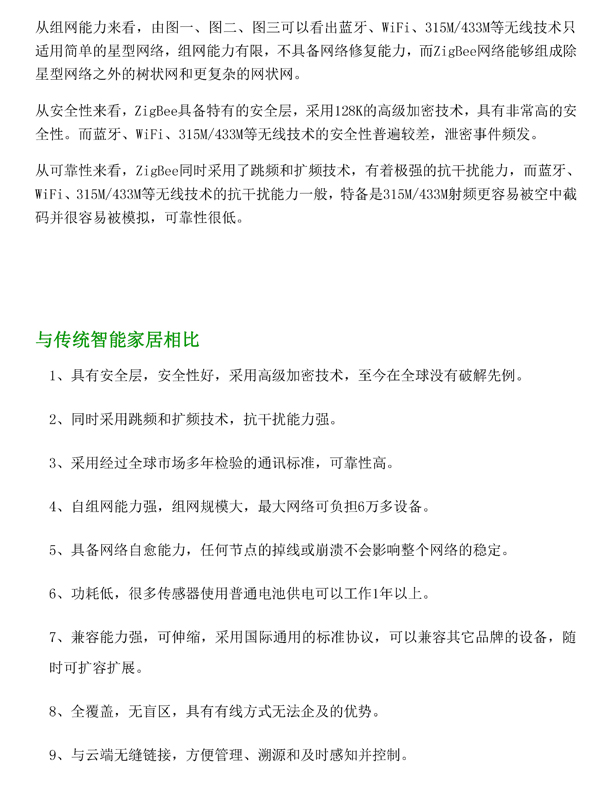 从组网能力来看，由图一、图二、图三可以看出蓝牙、WiFi、315M/433M等无线技术只
适用简单的星型网络，组网能力有限，不具备网络修复能力，而ZigBee网络能够组成除
星型网络之外的树状网和更复杂的网状网。
从安全性来看，ZigBee具备特有的安全层，采用128K的高级加密技术，具有非常高的安
全性。而蓝牙、WiFi、315M/433M等无线技术的安全性普遍较差，泄密事件频发。
从可靠性来看，ZigBee同时采用了跳频和扩频技术，有着极强的抗干扰能力，而蓝牙、
WiFi、315M/433M等无线技术的抗干扰能力一般，特备是315M/433M射频更容易被空中截
码并很容易被模拟，可靠性很低。
与传统智能家居相比
1、具有安全层，安全性好，采用高级加密技术，至今在全球没有破解先例。
2、同时采用跳频和扩频技术，抗干扰能力强。
3、采用经过全球市场多年检验的通讯标准，可靠性高。
4、自组网能力强，组网规模大，最大网络可负担6万多设备。
5、具备网络自愈能力，任何节点的掉线或崩溃不会影响整个网络的稳定。
6、功耗低，很多传感器使用普通电池供电可以工作1年以上。
7、兼容能力强，可伸缩，采用国际通用的标准协议，可以兼容其它品牌的设备，随
时可扩容扩展。
8、全覆盖，无盲区，具有有线方式无法企及的优势。
9、与云端无缝链接，方便管理、溯源和及时感知并控制。